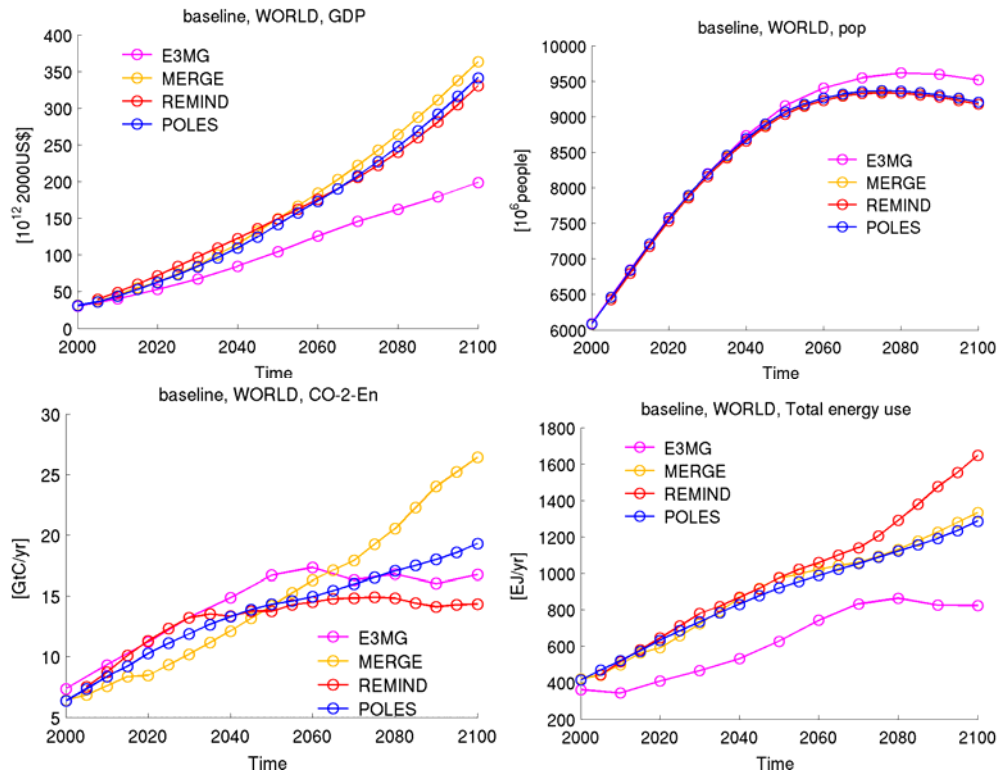 baseline, WORLD, GDP
400
350
300
250
200
150
100
50
0
[10^12 2000US$]
E3MG
MERGE
REMIND
POLES
2000 2020 2040 2060 2080 2100
Time
baseline, WORLD, pop
10000
9500
9000
8500
8000
7500
7000
6500
6000
[10^6people]
E3MG
MERGE
REMIND
POLES
2000 2020 2040 2060 2080 2100
Time
baseline, WORLD, CO-2-En
30
25
20
15
10
5
[GtC/yr]
E3MG
MERGE
REMIND
POLES
2000 2020 2040 2060 2080 2100
Time
baseline, WORLD, Total energy use
1800
1600
1400
1200
1000
800
600
400
200
[EJ/yr]
E3MG
MERGE
REMIND
POLES
2000 2020 2040 2060 2080 2100
Time